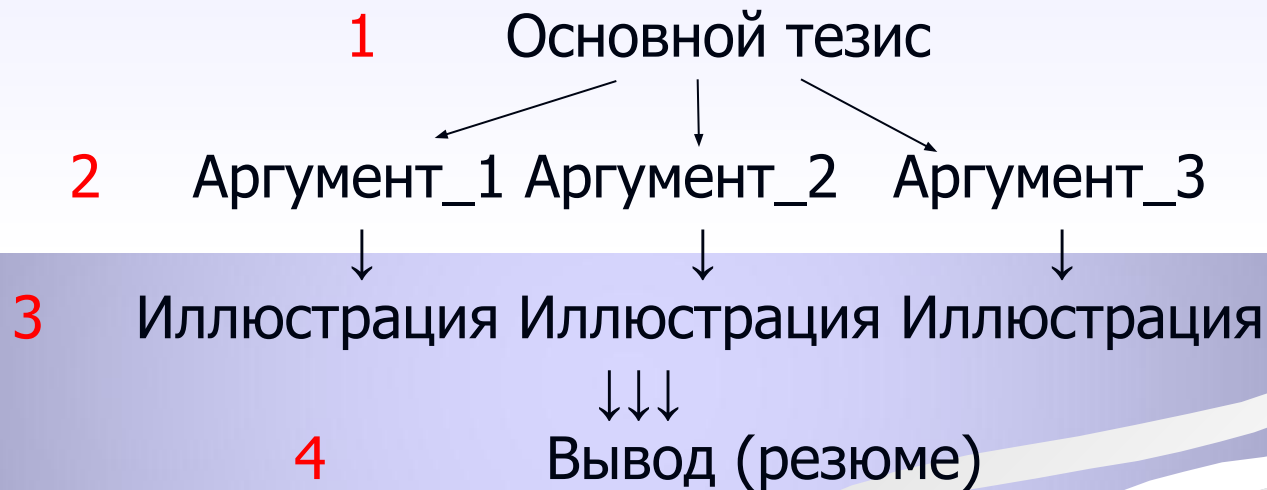 1 Основной тезис
2 Аргумент_1 Аргумент_2 Аргумент_3
↓ ↓ ↓
3 Иллюстрация Иллюстрация Иллюстрация
↓↓↓
4 Вывод (резюме)